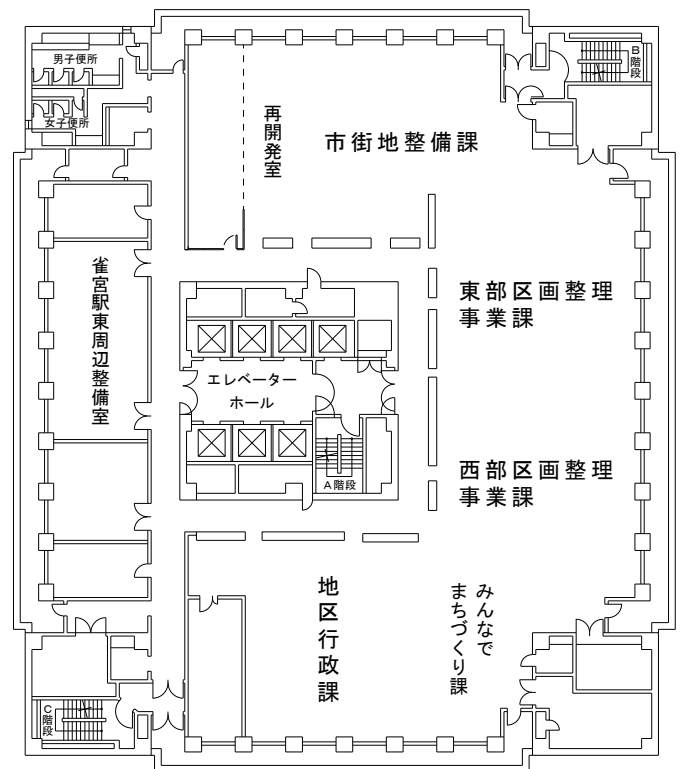 男子便所
女子便所
B階段
再開発室
市街地整備課
雀宮駅東周辺整備室
東部区画整理
事業課
エレベーター
ホール
西部区画整理
事業課
A階段
地区行政課
みんなで
まちづくり課
C階段